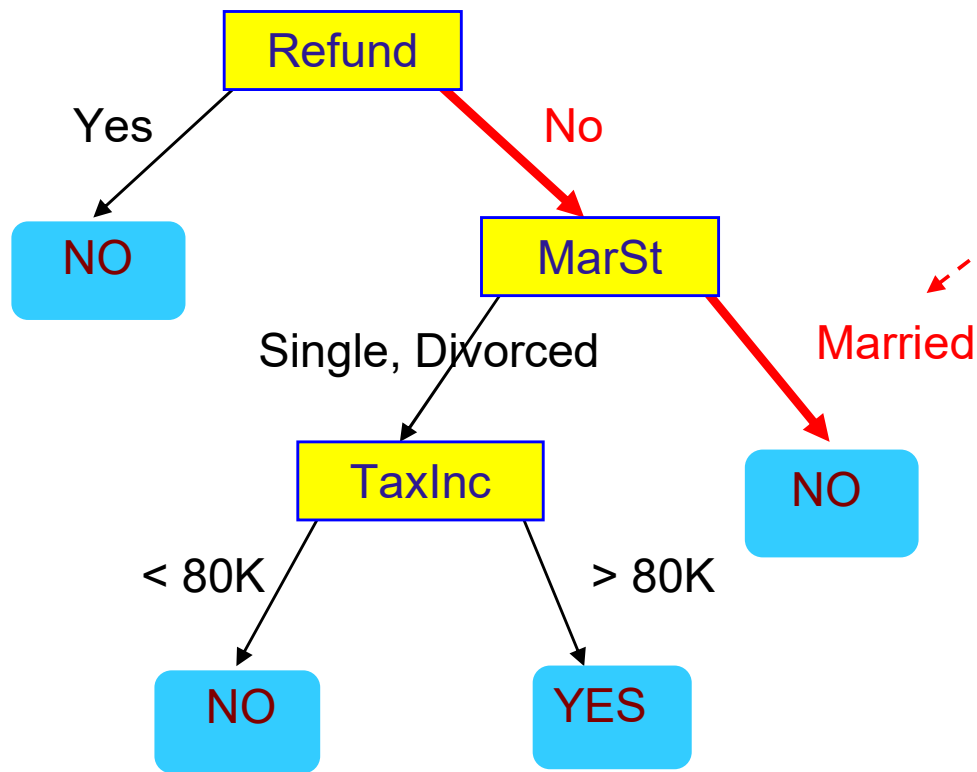 Refund
Yes
No
NO
MarSt
Single, Divorced
Married
TaxInc
NO
< 80K
> 80K
NO
YES